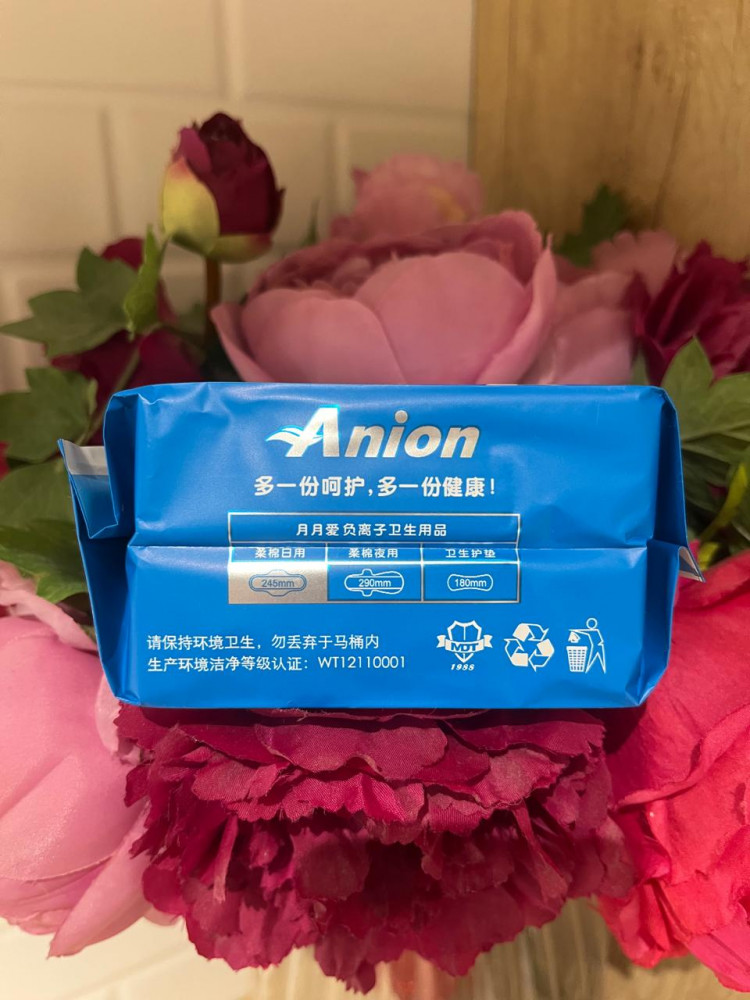 Anion
多一份呵护,多一份健康!
月月爱负离子卫生用品
柔棉日用 柔棉夜用 卫生护垫
245mm 290mm 180mm
请保持环境卫生，勿丢弃于马桶内
生产环境洁净等级认证：WT12110001
1988